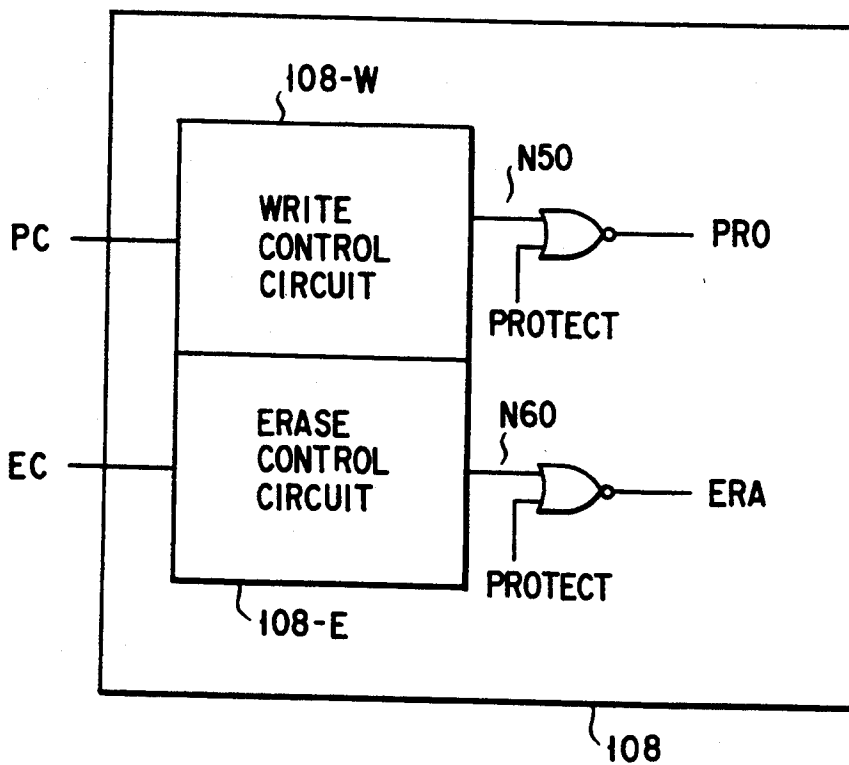 108-W
N50
PC
WRITE
CONTROL
CIRCUIT
PRO
PROTECT
N60
EC
ERASE
CONTROL
CIRCUIT
ERA
PROTECT
108-E
108